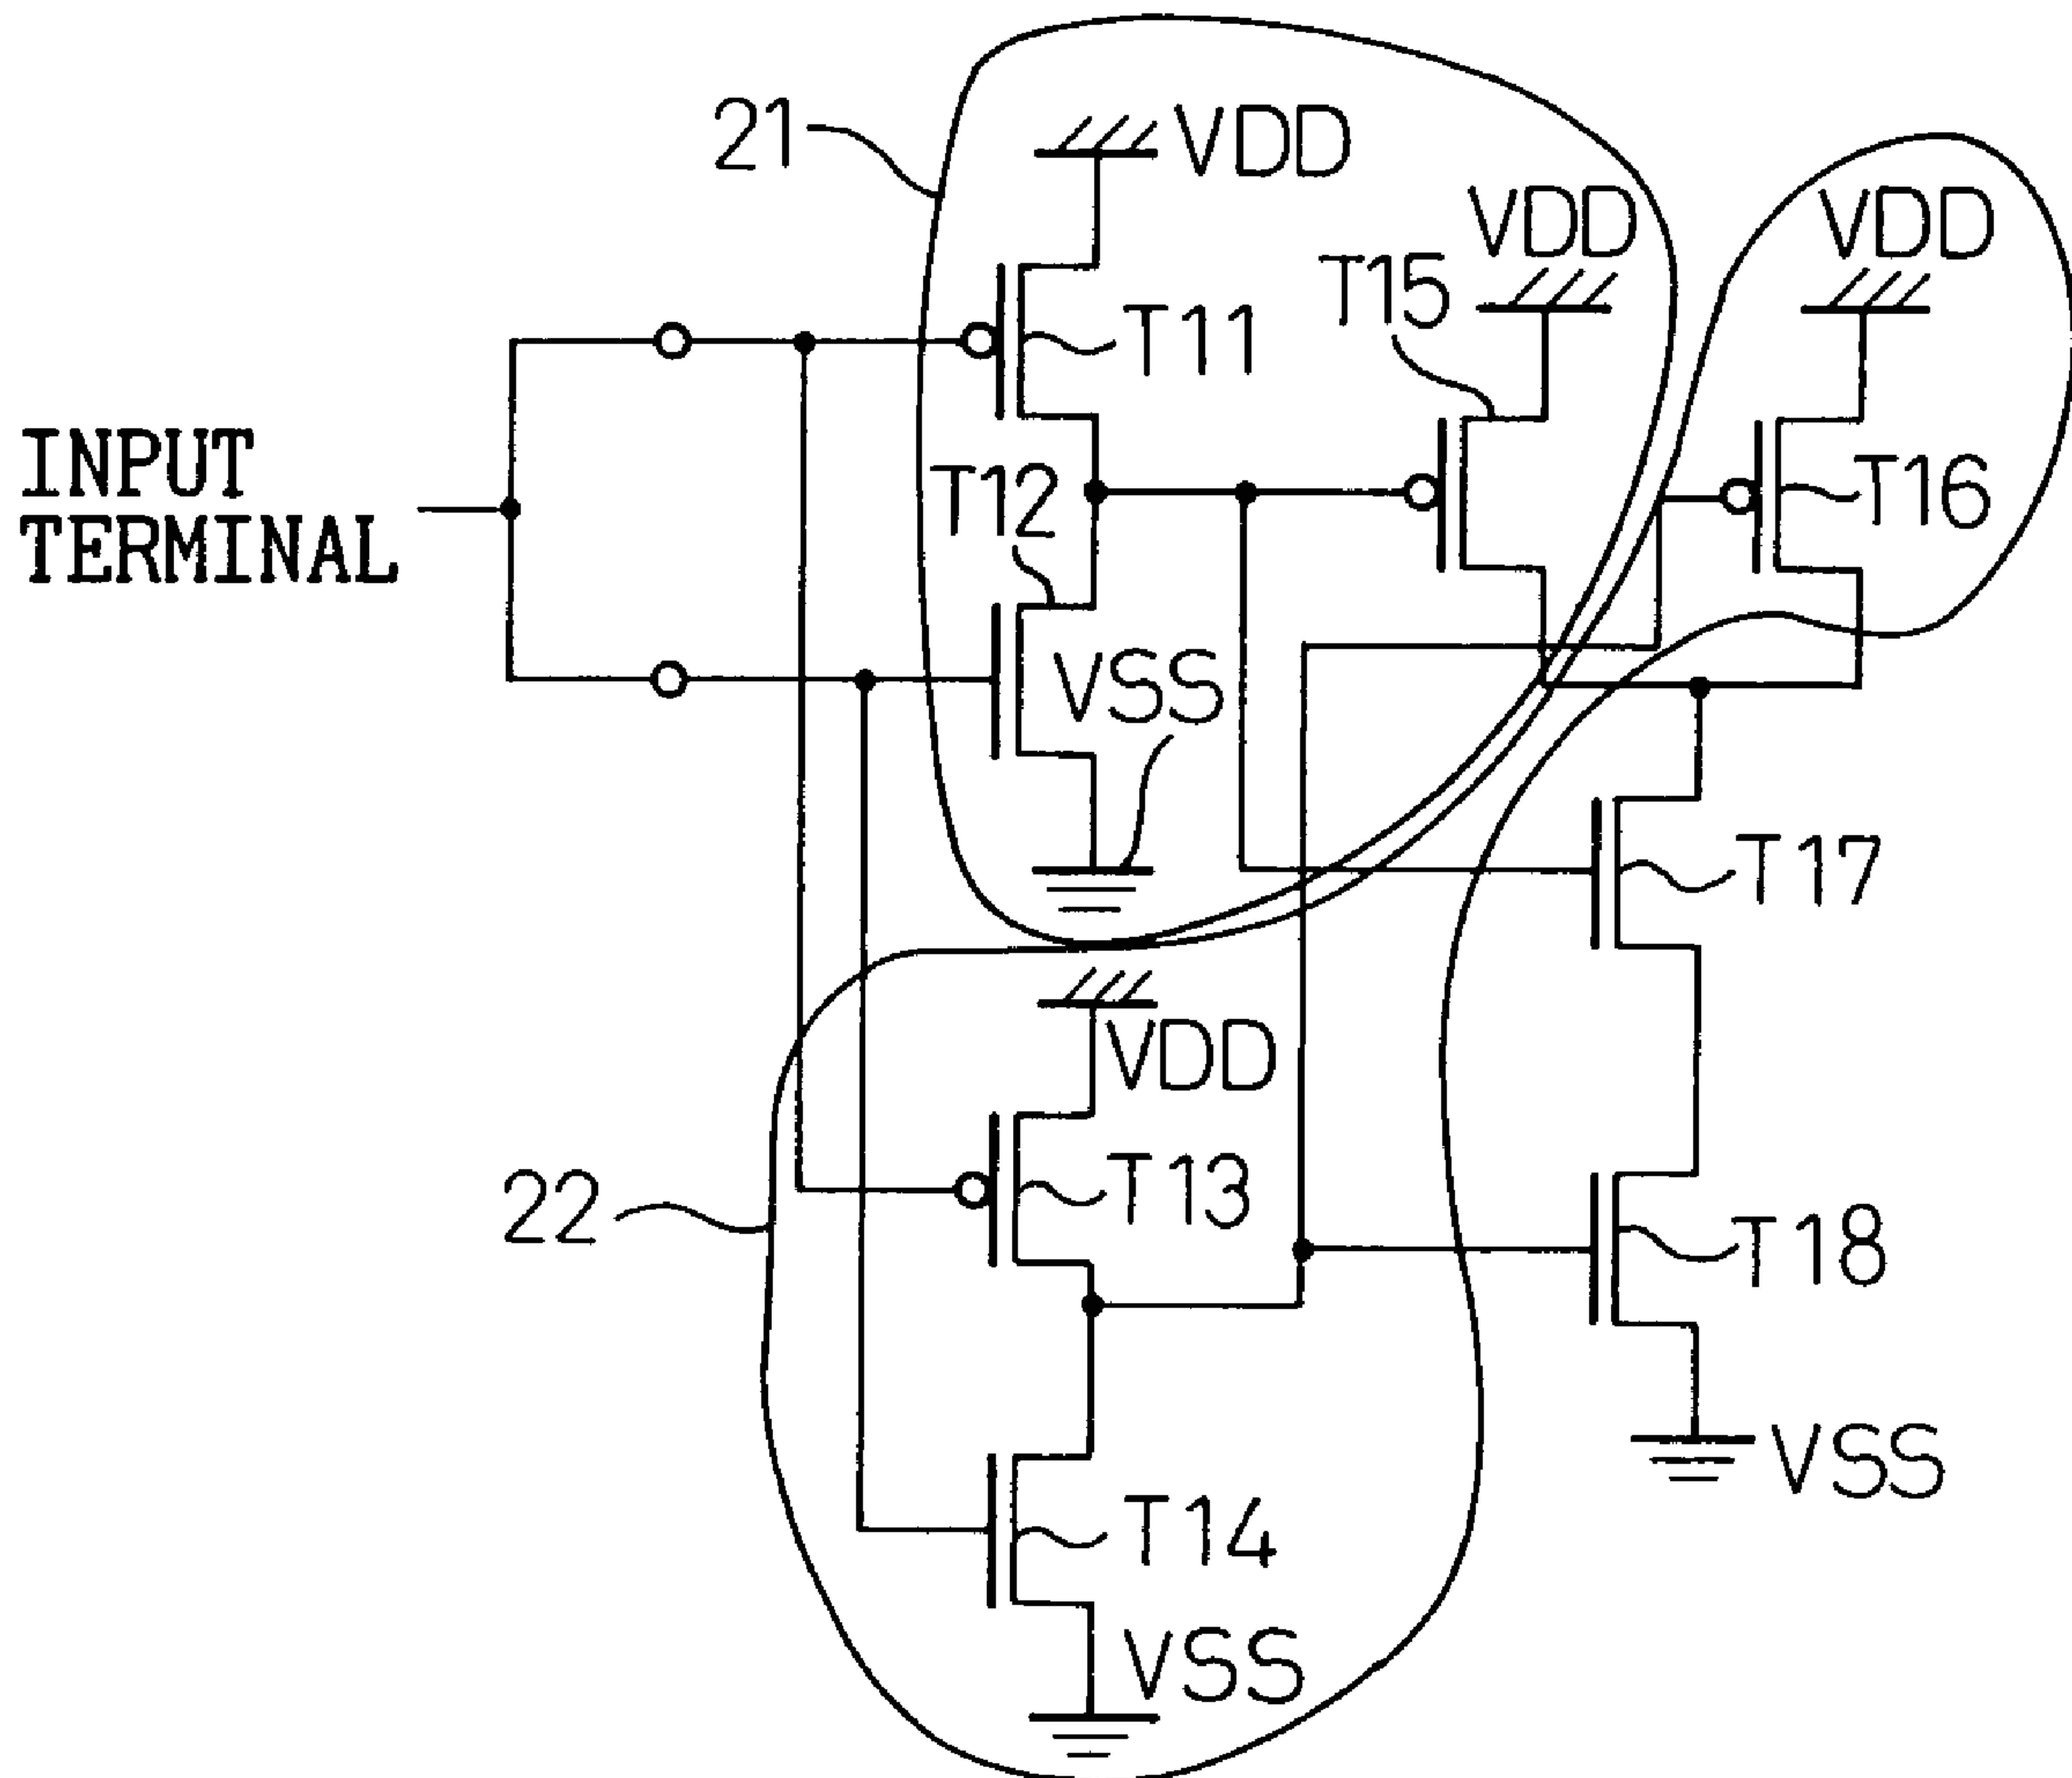 21
VDD
VDD
VDD
T15
T11
INPUT
TERMINAL
T12
T16
VSS
T17
VDD
22
T13
T18
VSS
T14
VSS